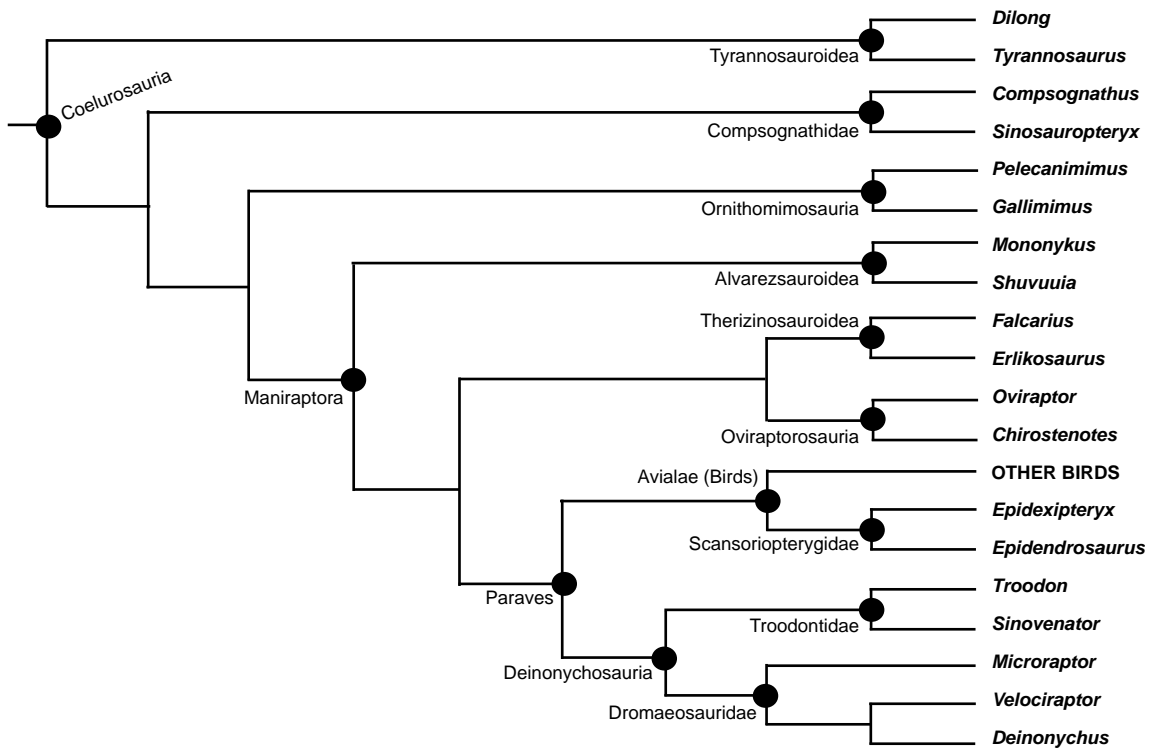 Dilong
Tyrannosauroidea
Tyrannosaurus
Coelurosauria
Compsognathus
Compsognathidae
Sinosauropteryx
Pelecanimimus
Ornithomimosauria
Gallimimus
Mononykus
Alvarezsauroidea
Shuvuuia
Therizinosauroidea
Falcarius
Erlikosaurus
Maniraptora
Oviraptor
Oviraptorosauria
Chirostenotes
Avialae (Birds)
OTHER BIRDS
Epidexipteryx
Scansoriopterygidae
Epidendrosaurus
Paraves
Troodon
Troodontidae
Sinovenator
Deinonychosauria
Microraptor
Dromaeosauridae
Velociraptor
Deinonychus